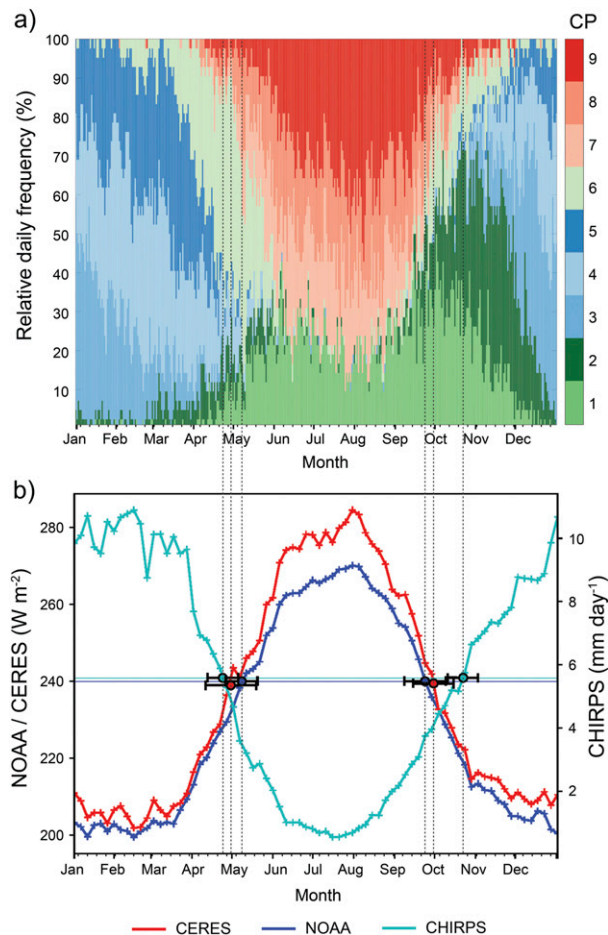 a)
CP
Relative daily frequency (%)
100
90
80
70
60
50
40
30
20
10
9
8
7
6
5
4
3
2
1
Jan Feb Mar Apr May Jun Jul Aug Sep Oct Nov Dec
Month
b)
NOAA / CERES (W m⁻²)
280
260
240
220
200
10
8
6
4
2
CHIRPS (mm day⁻¹)
Jan Feb Mar Apr May Jun Jul Aug Sep Oct Nov Dec
Month
CERES NOAA CHIRPS